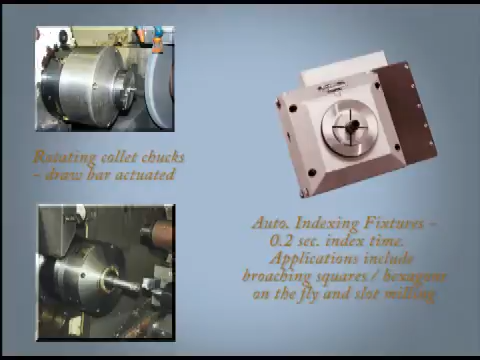 Rotating collet chucks
- draw bar actuated
Auto. Indexing Fixtures -
0.2 sec. index time.
Applications include
broaching squares / hexagons
on the fly and slot milling